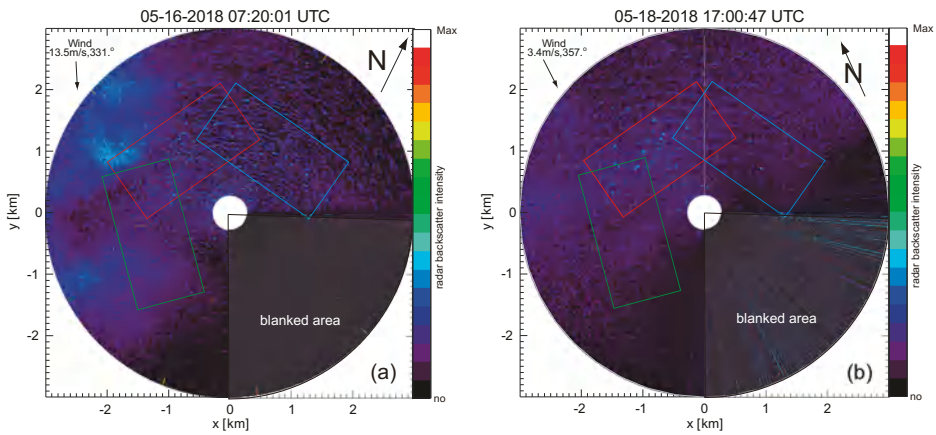 05-16-2018 07:20:01 UTC
Wind
13.5m/s,331.°
N
Max
radar backscatter intensity
no
y [km]
2
1
0
-1
-2
blanked area
(a)
-2
-1
0
1
2
x [km]
05-18-2018 17:00:47 UTC
Wind
3.4m/s,357.°
N
Max
radar backscatter intensity
no
y [km]
2
1
0
-1
-2
blanked area
(b)
-2
-1
0
1
2
x [km]